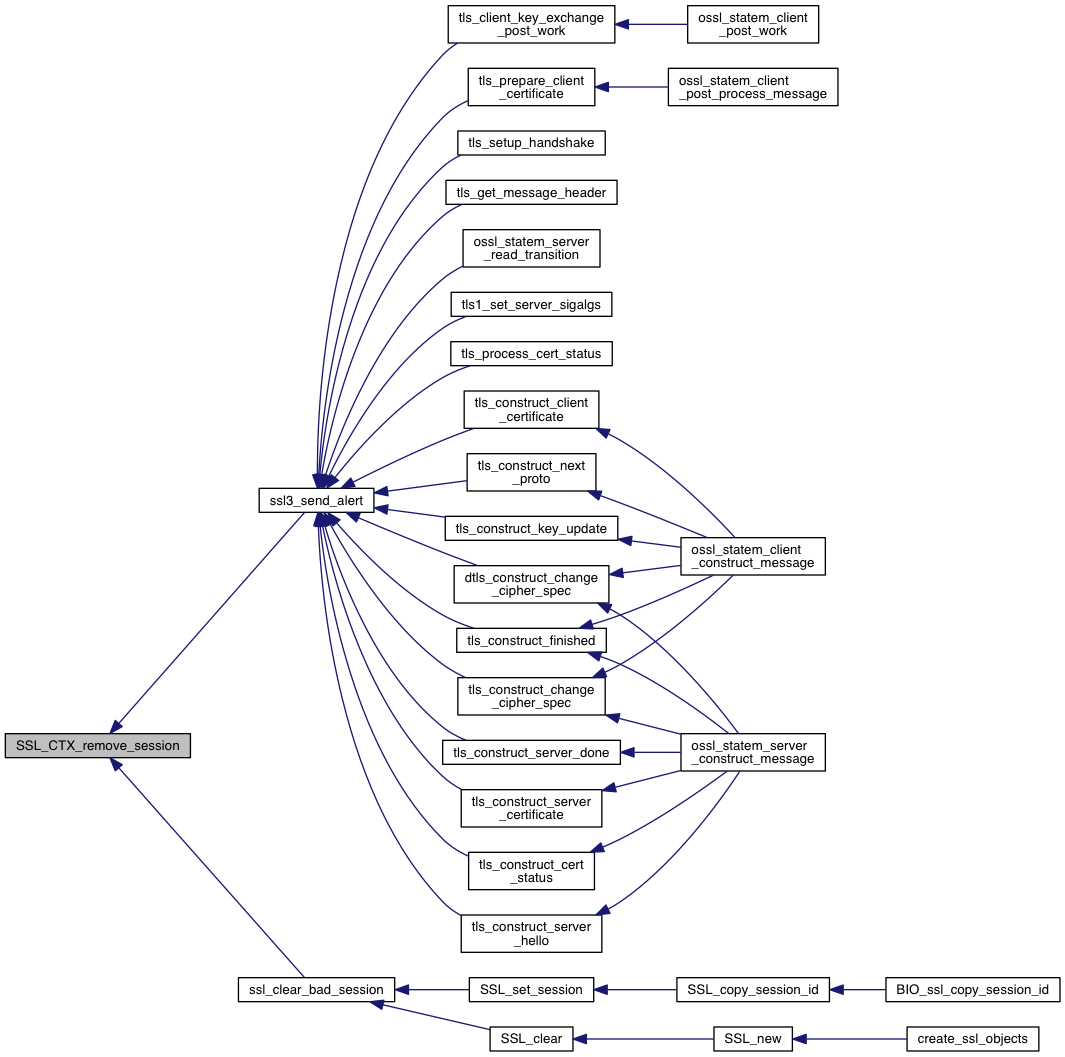 tls_client_key_exchange
_post_work
ossl_statem_client
_post_work
tls_prepare_client
_certificate
ossl_statem_client
_post_process_message
tls_setup_handshake
tls_get_message_header
ossl_statem_server
_read_transition
tls1_set_server_sigalgs
tls_process_cert_status
tls_construct_client
_certificate
tls_construct_next
_proto
ssl3_send_alert
tls_construct_key_update
ossl_statem_client
_construct_message
dtls_construct_change
_cipher_spec
tls_construct_finished
tls_construct_change
_cipher_spec
SSL_CTX_remove_session
tls_construct_server_done
ossl_statem_server
_construct_message
tls_construct_server
_certificate
tls_construct_cert
_status
tls_construct_server
_hello
ssl_clear_bad_session
SSL_set_session
SSL_copy_session_id
BIO_ssl_copy_session_id
SSL_clear
SSL_new
create_ssl_objects